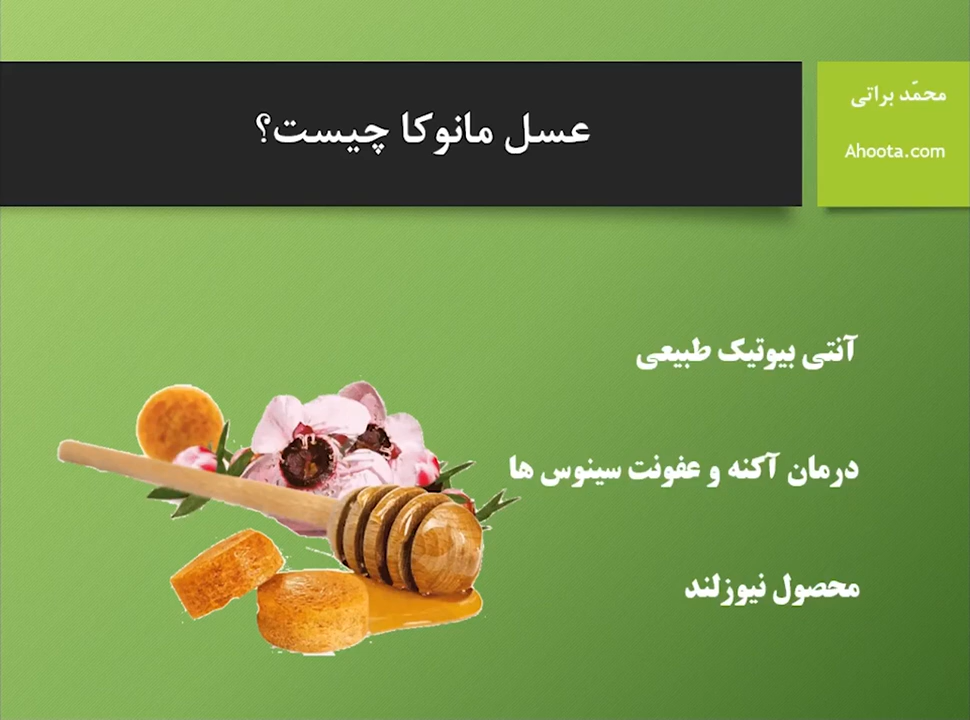 محمّد براتی
Ahoota.com
عسل مانوکا چیست؟
آنتی بیوتیک طبیعی
درمان آکنه و عفونت سینوس ها
محصول نیوزلند